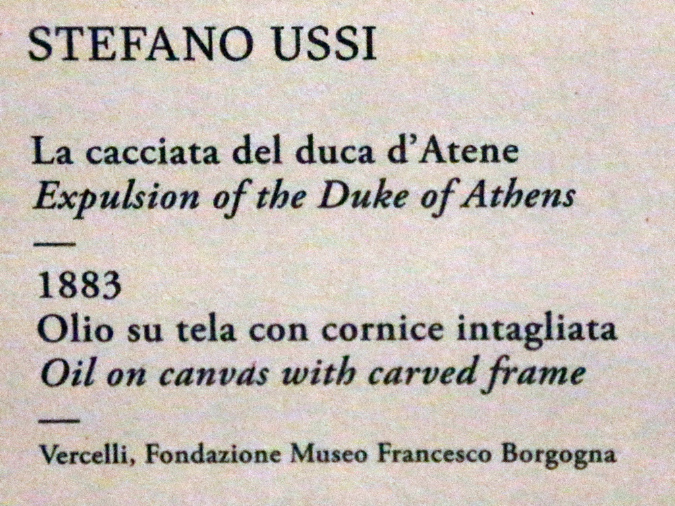 STEFANO USSI
La cacciata del duca d'Atene
Expulsion of the Duke of Athens
1883
Olio su tela con cornice intagliata
Oil on canvas with carved frame
Vercelli, Fondazione Museo Francesco Borgogna